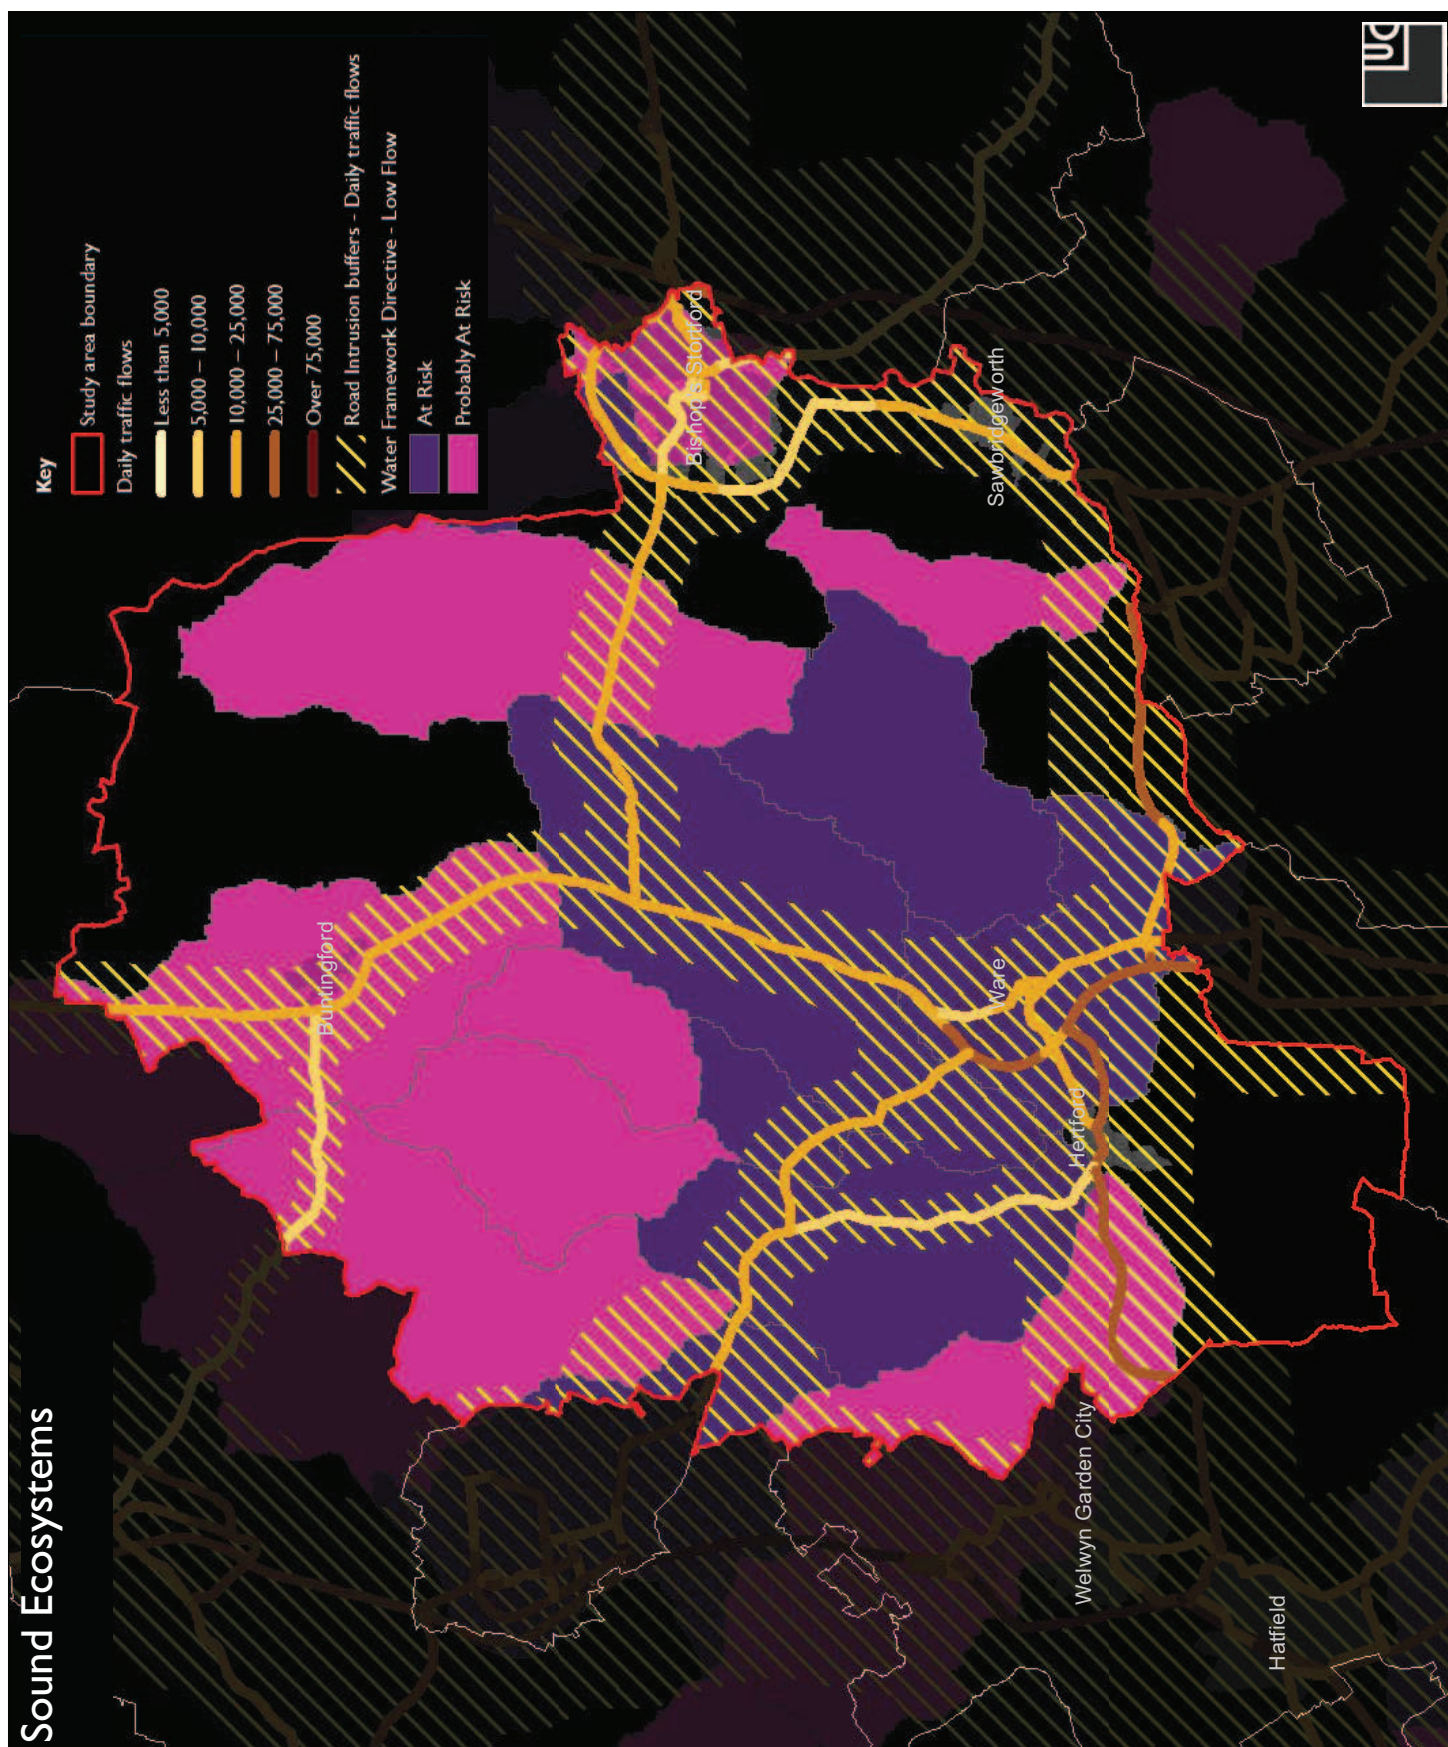 Sound Ecosystems
Key
Study area boundary
Daily traffic flows
Less than 5,000
5,000 – 10,000
10,000 – 25,000
25,000 – 75,000
Over 75,000
Road Intrusion buffers - Daily traffic flows
Water Framework Directive - Low Flow
At Risk
Probably At Risk
Buntingford
Bishop's Stortford
Sawbridgeworth
Ware
Hertford
Welwyn Garden City
Hatfield